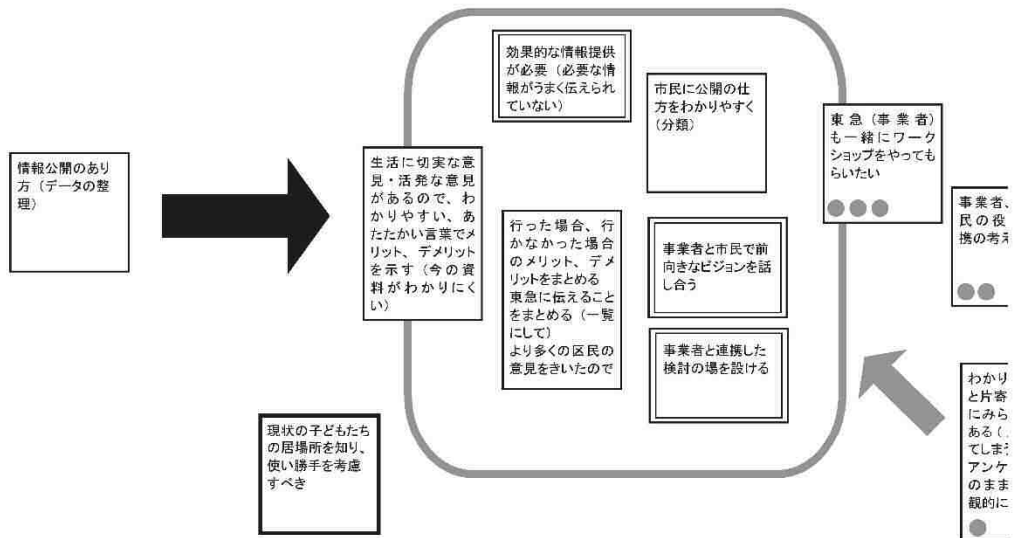 情報公開のあり
方（データの整
理）
生活に切実な意
見・活発な意見
があるので、わ
かりやすい、あ
たたかい言葉でメ
リット、デメリット
を示す（今の資
料がわかりにく
い）
効果的な情報提供
が必要（必要な情
報がうまく伝えられ
ていない）
市民に公開の仕
方をわかりやすく
（分類）
行った場合、行
かなかった場合
のメリット、デメ
リットをまとめる
東急に伝えること
をまとめる（一覧
にして）
より多くの区民の
意見をきいたので
事業者と市民で前
向きなビジョンを話
し合う
事業者と連携した
検討の場を設ける
東急（事業者）
も一緒にワーク
ショップをやっても
らいたい
事業者、
民の役
携の考
現状の子どもたち
の居場所を知り、
使い勝手を考慮
すべき
わかり
と片寄
にみら
ある（
てしま
アンケ
のまま
観的に